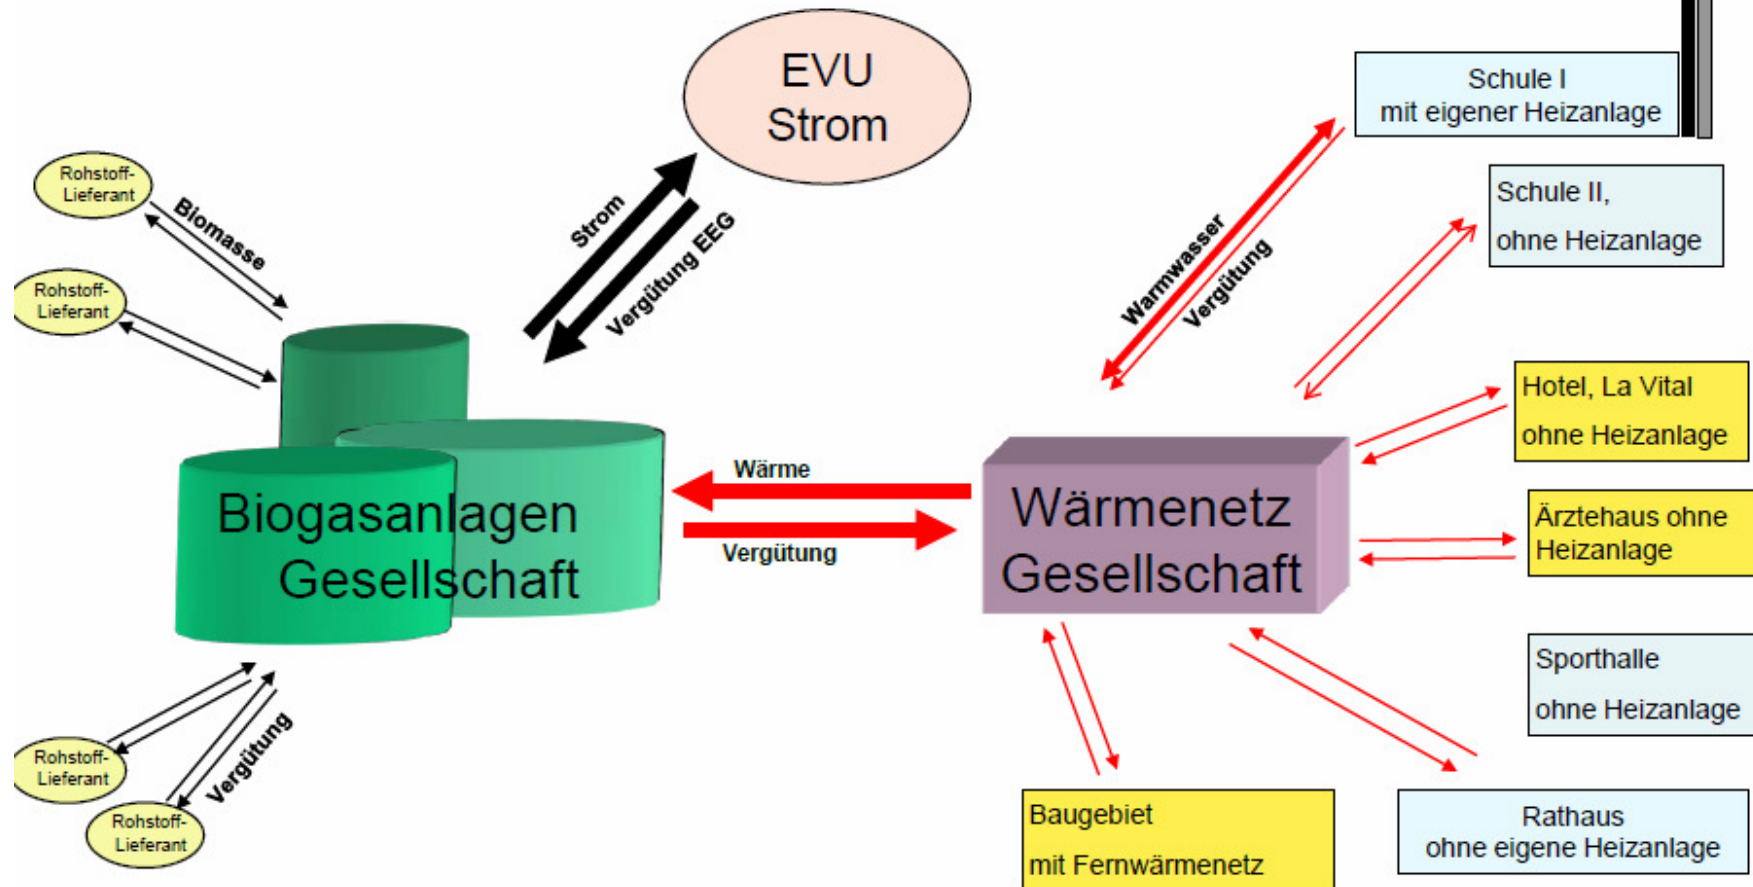 EVU
Strom
Schule I
mit eigener Heizanlage
Rohstoff-
Lieferant
Biomasse
Strom
Vergütung EEG
Warmwasser
Vergütung
Schule II,
ohne Heizanlage
Rohstoff-
Lieferant
Hotel, La Vital
ohne Heizanlage
Wärme
Vergütung
Biogasanlagen
Gesellschaft
Wärmenetz
Gesellschaft
Ärztehaus ohne
Heizanlage
Sporthalle
ohne Heizanlage
Rohstoff-
Lieferant
Vergütung
Rohstoff-
Lieferant
Baugebiet
mit Fernwärmenetz
Rathaus
ohne eigene Heizanlage